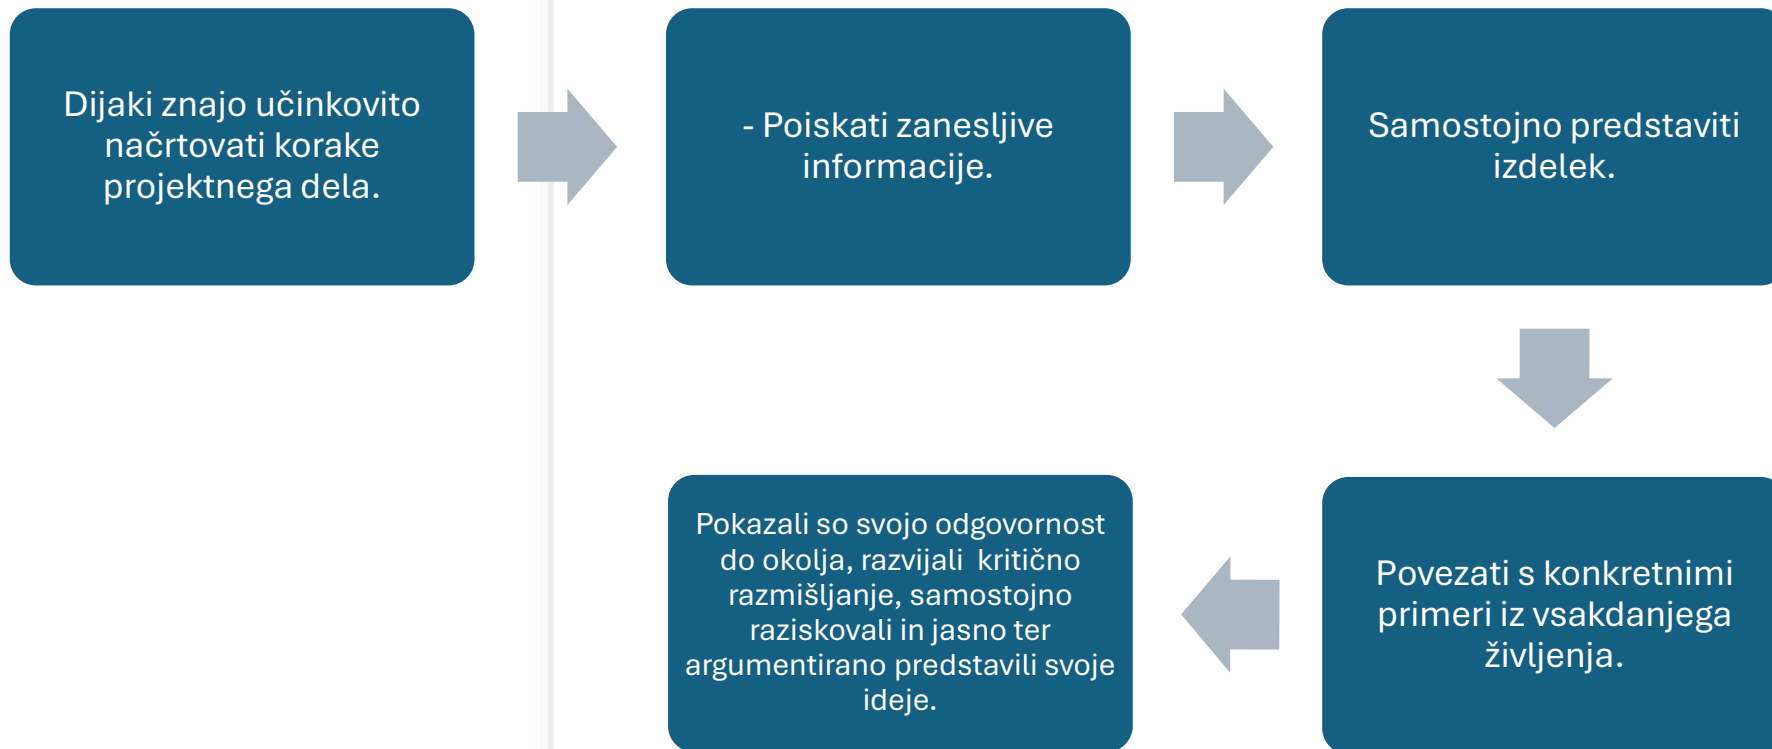 Dijaki znajo učinkovito
načrtovati korake
projektnega dela.
- Poiskati zanesljive
informacije.
Samostojno predstaviti
izdelek.
Povezati s konkretnimi
primeri iz vsakdanjega
življenja.
Pokazali so svojo odgovornost
do okolja, razvijali  kritično
razmišljanje, samostojno
raziskovali in jasno ter
argumentirano predstavili svoje
ideje.